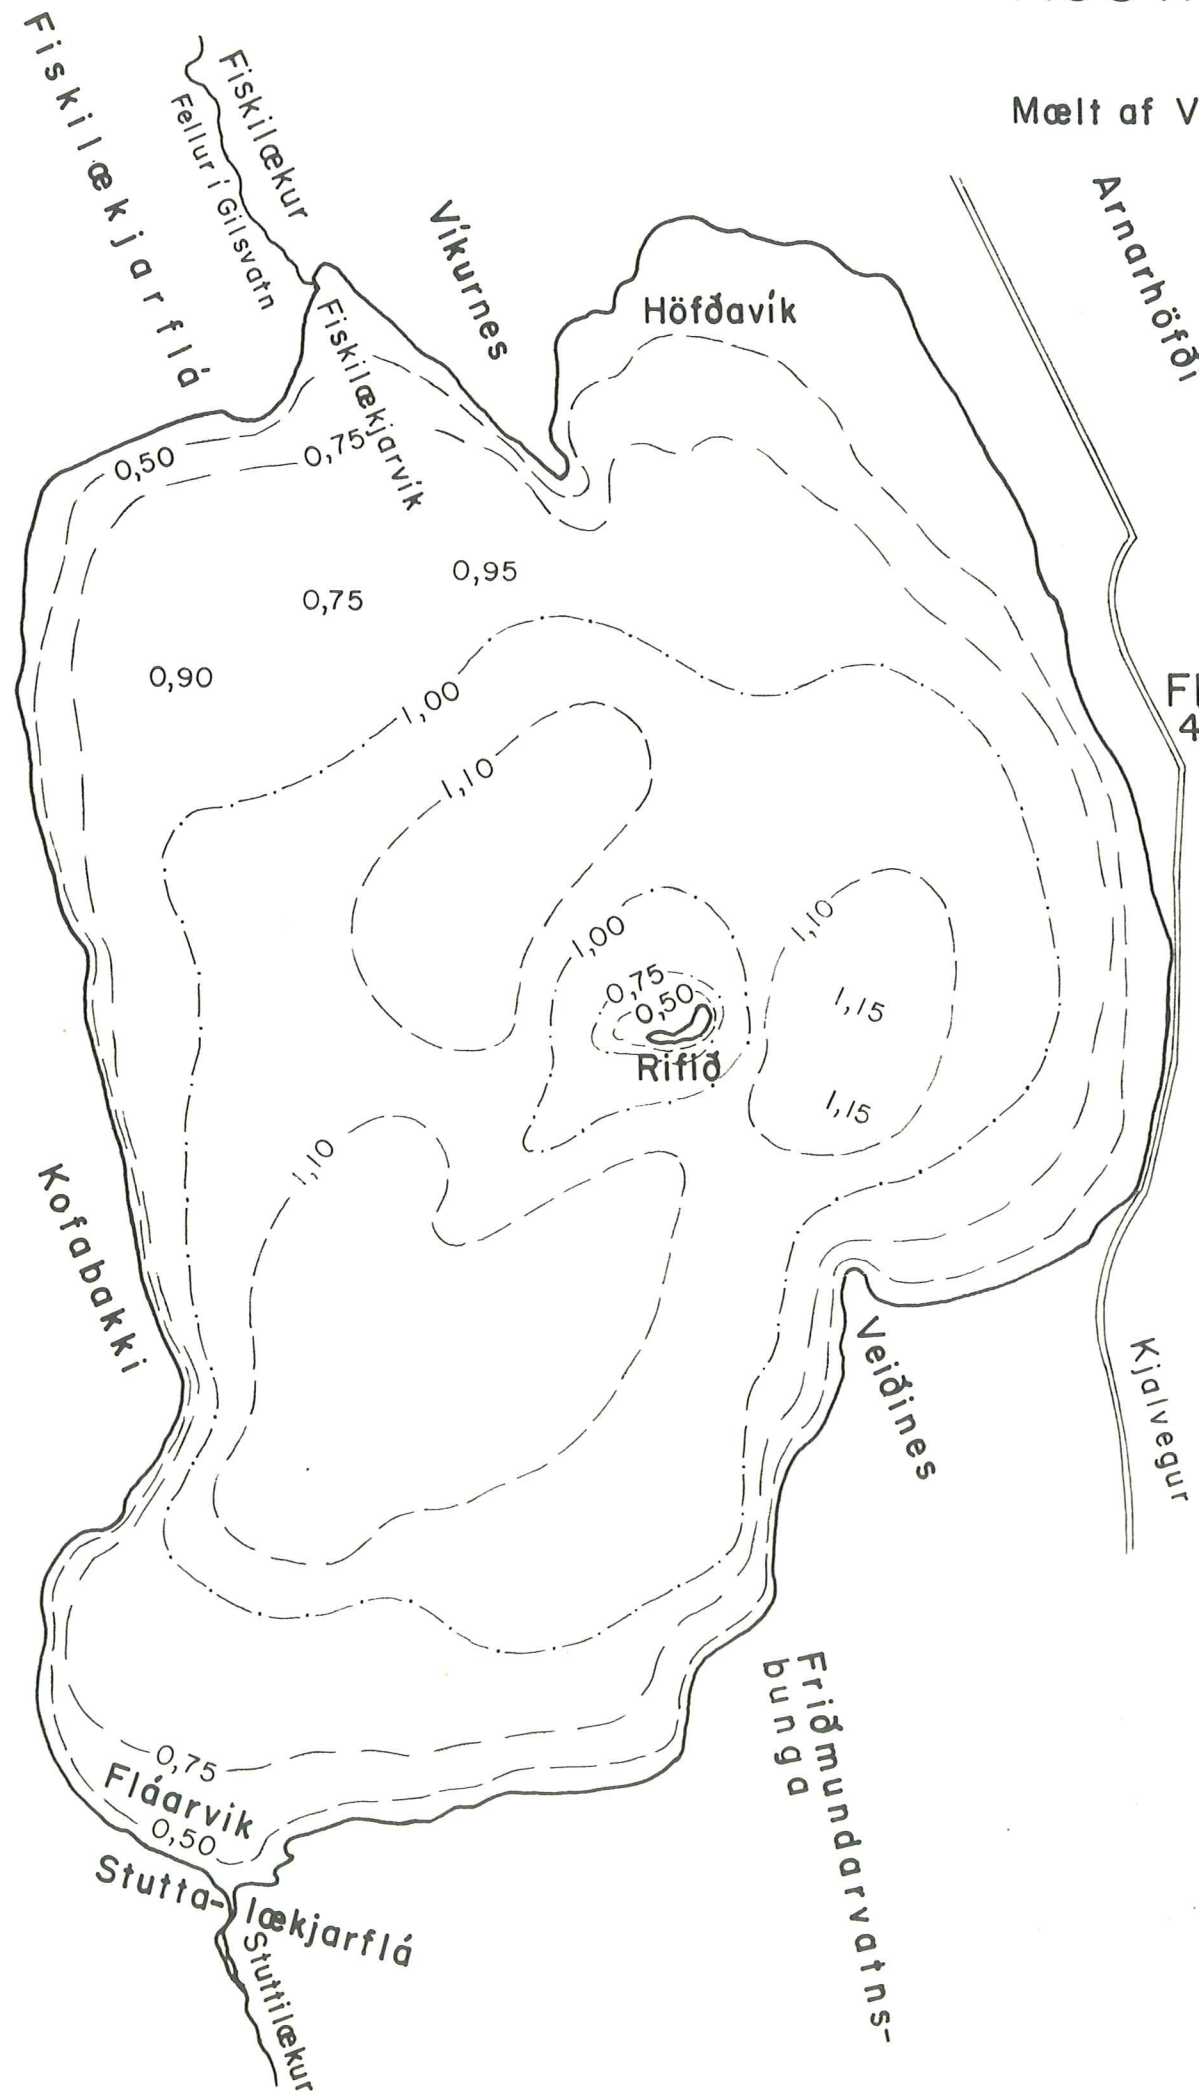 Mælt af V
Fiskilækjarflá
Fiskilækur
Fellur í Gilsvatn
Víkurnes
Arnarhöfði
Höfðavík
Fiskilækjarvik
0,50
0,75
0,95
0,75
0,90
1,00
1,10
1,00
1,10
0,75
0,50
1,15
Rifið
1,15
1,10
Kofabakki
Veiðines
Kjalvegur
Friðmundarvatns-
bunga
0,75
Fláarvik
0,50
Stutta-
lækjarflá
Stuttilækur